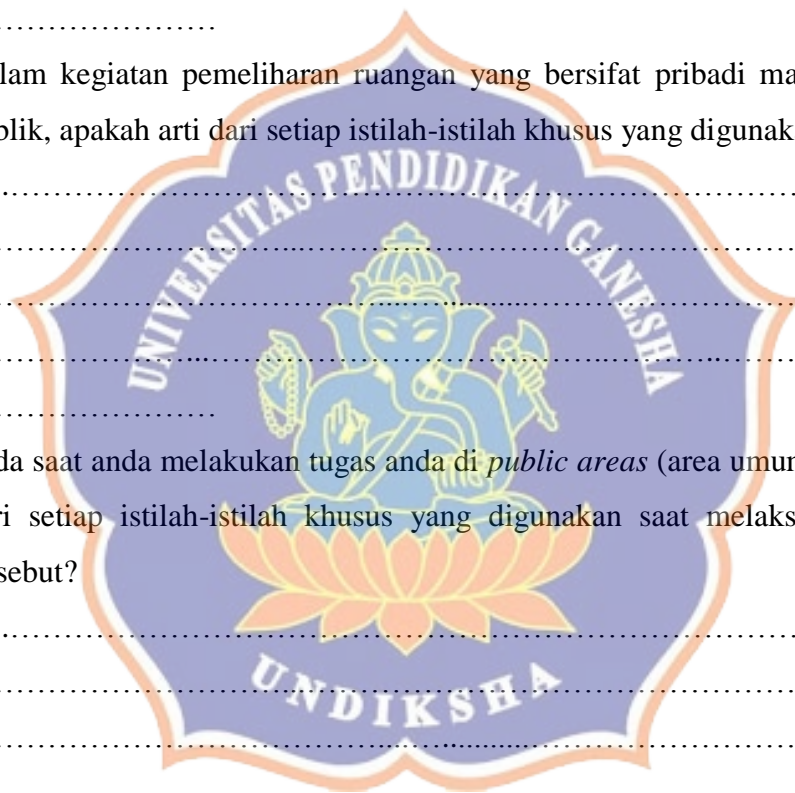 …………………
lam kegiatan pemeliharan ruangan yang bersifat pribadi ma
blik, apakah arti dari setiap istilah-istilah khusus yang digunak
..………………………………………………………………
……………………………...………………………………
……………………………………………...........……………………
………………...……………………………………………..………
…………………
da saat anda melakukan tugas anda di public areas (area umum
ri setiap istilah-istilah khusus yang digunakan saat melaks
sebut?
..………………………………………………………………
………………………………………………………………
……………………………………......…...........……………………
UNIVERSITAS PENDIDIKAN GANESHA
UNDIKSHA